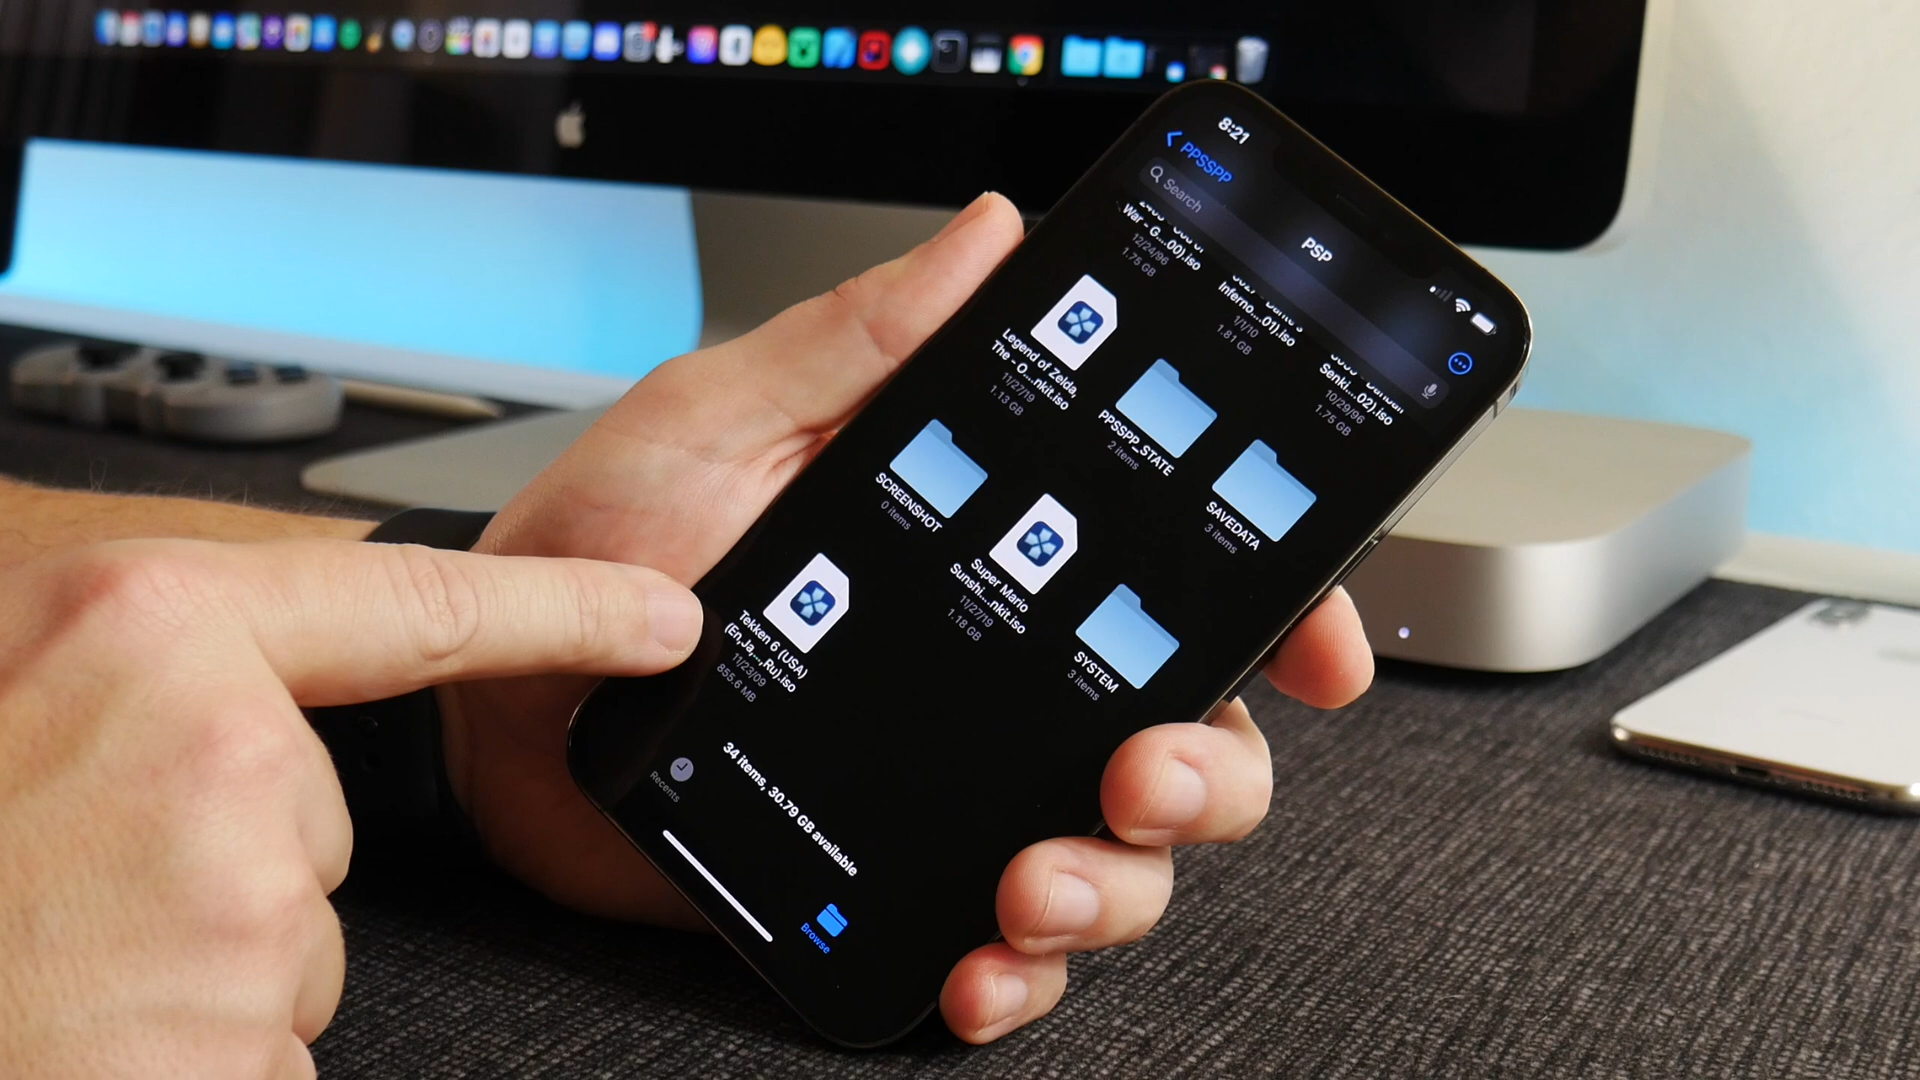 8:21
PPSSPP
Search
PSP
War - G....00).iso
12/24/96
1.75 GB
Inferno....01).iso
1/1/10
1.81 GB
Senki....02).iso
10/29/96
1.75 GB
Legend of Zelda,
The - O....nkit.iso
11/27/19
1.13 GB
PPSSPP_STATE
2 items
SAVEDATA
3 items
SCREENSHOT
0 items
Super Mario
Sunshi....nkit.iso
11/27/19
1.18 GB
SYSTEM
3 items
Tekken 6 (USA)
(En,Ja,...,Ru).iso
11/23/09
855.6 MB
34 items, 30.79 GB available
Recents
Browse